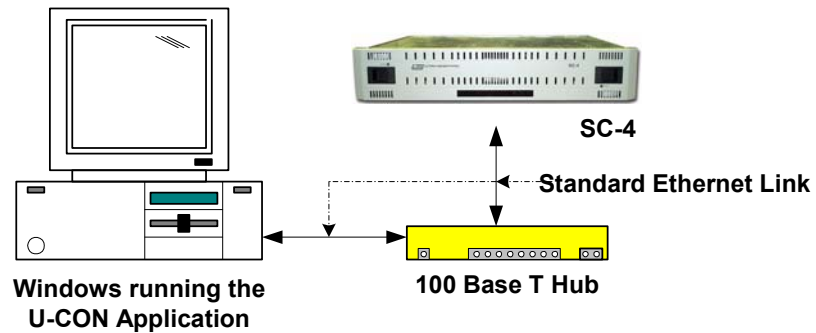 SC-4
Standard Ethernet Link
100 Base T Hub
Windows running the
U-CON Application